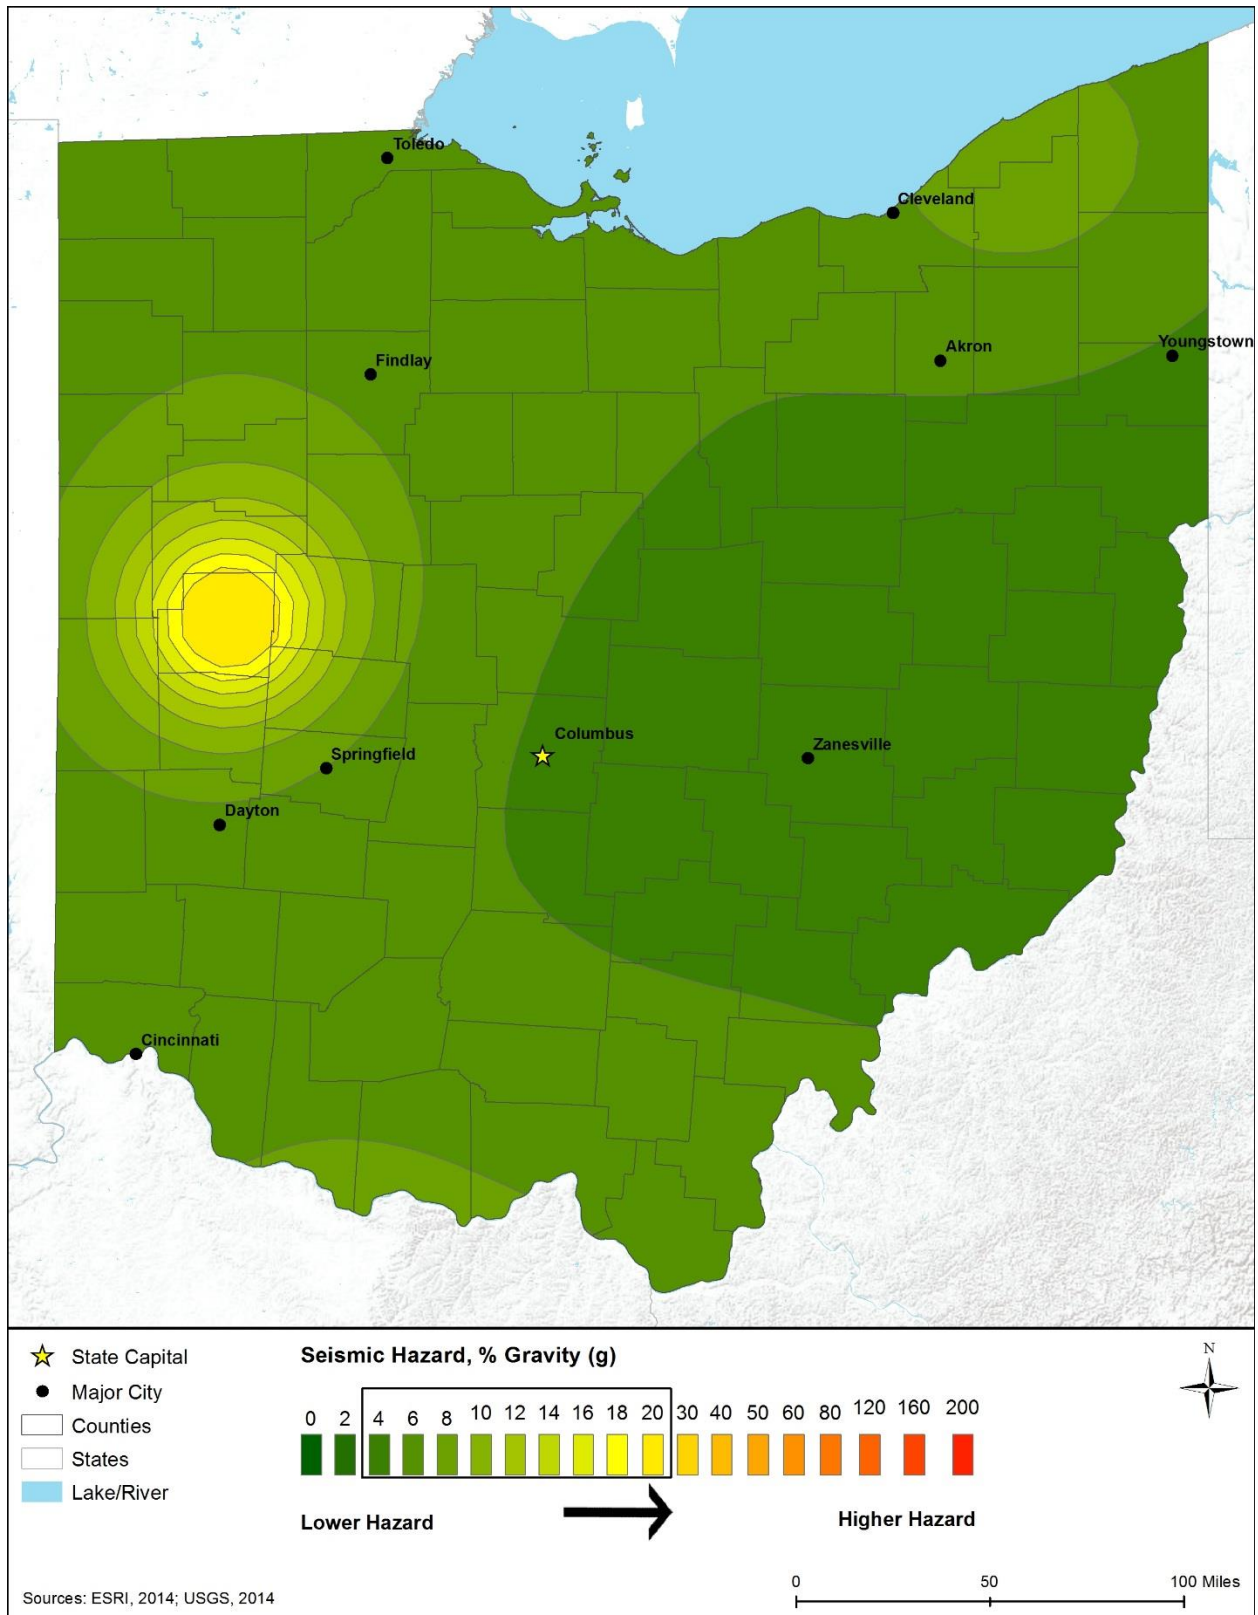 Toledo
Cleveland
Youngstown
Akron
Findlay
Columbus
Zanesville
Springfield
Dayton
Cincinnati
State Capital
Major City
Counties
States
Lake/River
Seismic Hazard, % Gravity (g)
0 2 4 6 8 10 12 14 16 18 20 30 40 50 60 80 120 160 200
Lower Hazard
Higher Hazard
N
0 50 100 Miles
Sources: ESRI, 2014; USGS, 2014